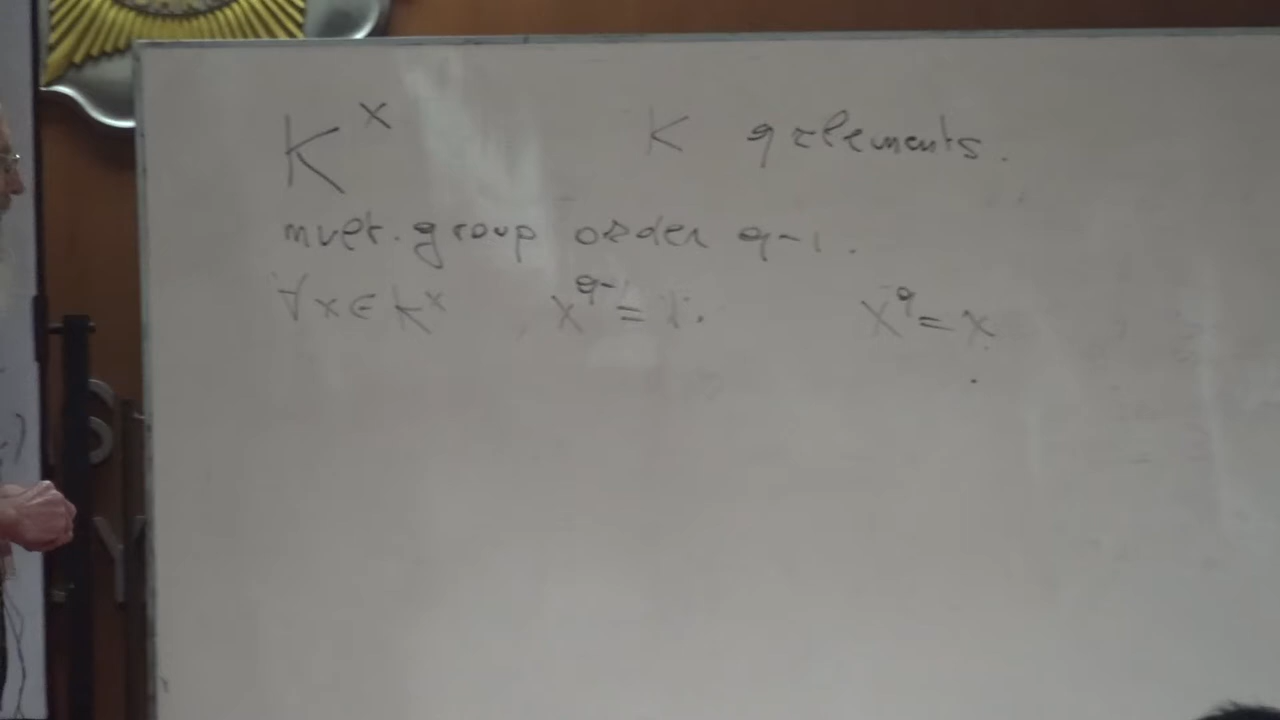 K^x K q elements.
mult. group order q-1.
∀x∈K^x x^{q-1}=1. x^q=x